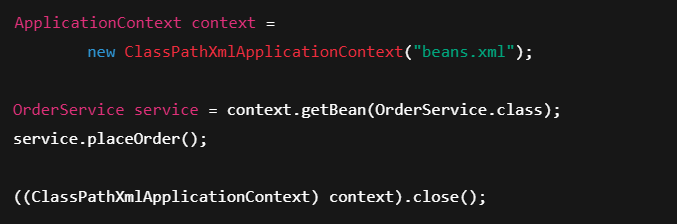 ApplicationContext context =
        new ClassPathXmlApplicationContext("beans.xml");
OrderService service = context.getBean(OrderService.class);
service.placeOrder();
((ClassPathXmlApplicationContext) context).close();